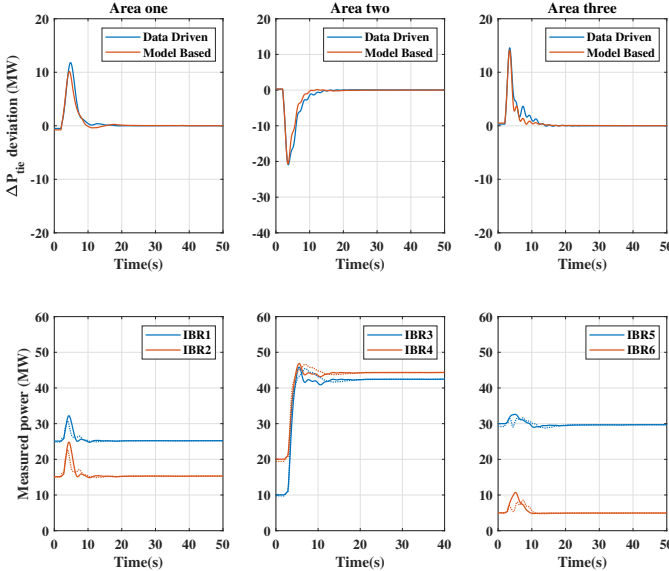 Area one
Area two
Area three
Data Driven
Model Based
Data Driven
Model Based
Data Driven
Model Based
ΔP_tie deviation (MW)
20
10
0
-10
-20
20
10
0
-10
-20
-30
-40
20
10
0
-10
-20
0 10 20 30 40 50
0 10 20 30 40 50
0 10 20 30 40 50
Time(s)
Time(s)
Time(s)
IBR1
IBR2
IBR3
IBR4
IBR5
IBR6
Measured power (MW)
60
50
40
30
20
10
0
60
50
40
30
20
10
0
60
50
40
30
20
10
0
0 10 20 30 40 50
0 10 20 30 40
0 10 20 30 40 50
Time(s)
Time(s)
Time(s)